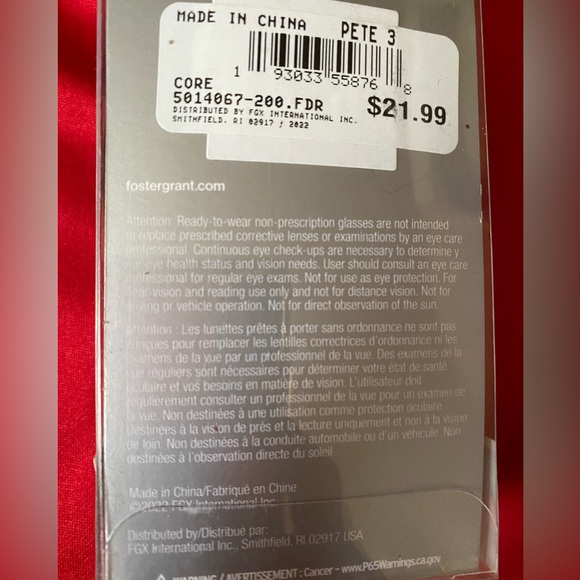 MADE IN CHINA PETE 3
1 93033 55876 8
CORE
5014067-200.FDR $21.99
DISTRIBUTED BY FGX INTERNATIONAL INC.
SMITHFIELD, RI 02917 / 2022
fostergrant.com
Attention: Ready-to-wear non-prescription glasses are not intended
to replace prescribed corrective lenses or examinations by an eye care
professional. Continuous eye check-ups are necessary to determine y
eye health status and vision needs. User should consult an eye care
professional for regular eye exams. Not for use as eye protection. For
near-vision and reading use only and not for distance vision. Not for
driving or vehicle operation. Not for direct observation of the sun.
Attention : Les lunettes prêtes à porter sans ordonnance ne sont pas
conçues pour remplacer les lentilles correctrices d'ordonnance ni les
examens de la vue par un professionnel de la vue. Des examens de la
vue réguliers sont nécessaires pour déterminer votre état de santé
oculaire et vos besoins en matière de vision. L'utilisateur doit
régulièrement consulter un professionnel de la vue pour un examen de
la vue. Non destinées à une utilisation comme protection oculaire.
Destinées à la vision de près et la lecture uniquement et non à la vision
de loin. Non destinées à la conduite automobile ou d'un véhicule. Non
destinées à l'observation directe du soleil.
Made in China/Fabriqué en Chine
©2022 FGX International Inc.
Distributed by/Distribué par:
FGX International Inc., Smithfield, RI 02917 USA
WARNING / AVERTISSEMENT : Cancer - www.P65Warnings.ca.gov